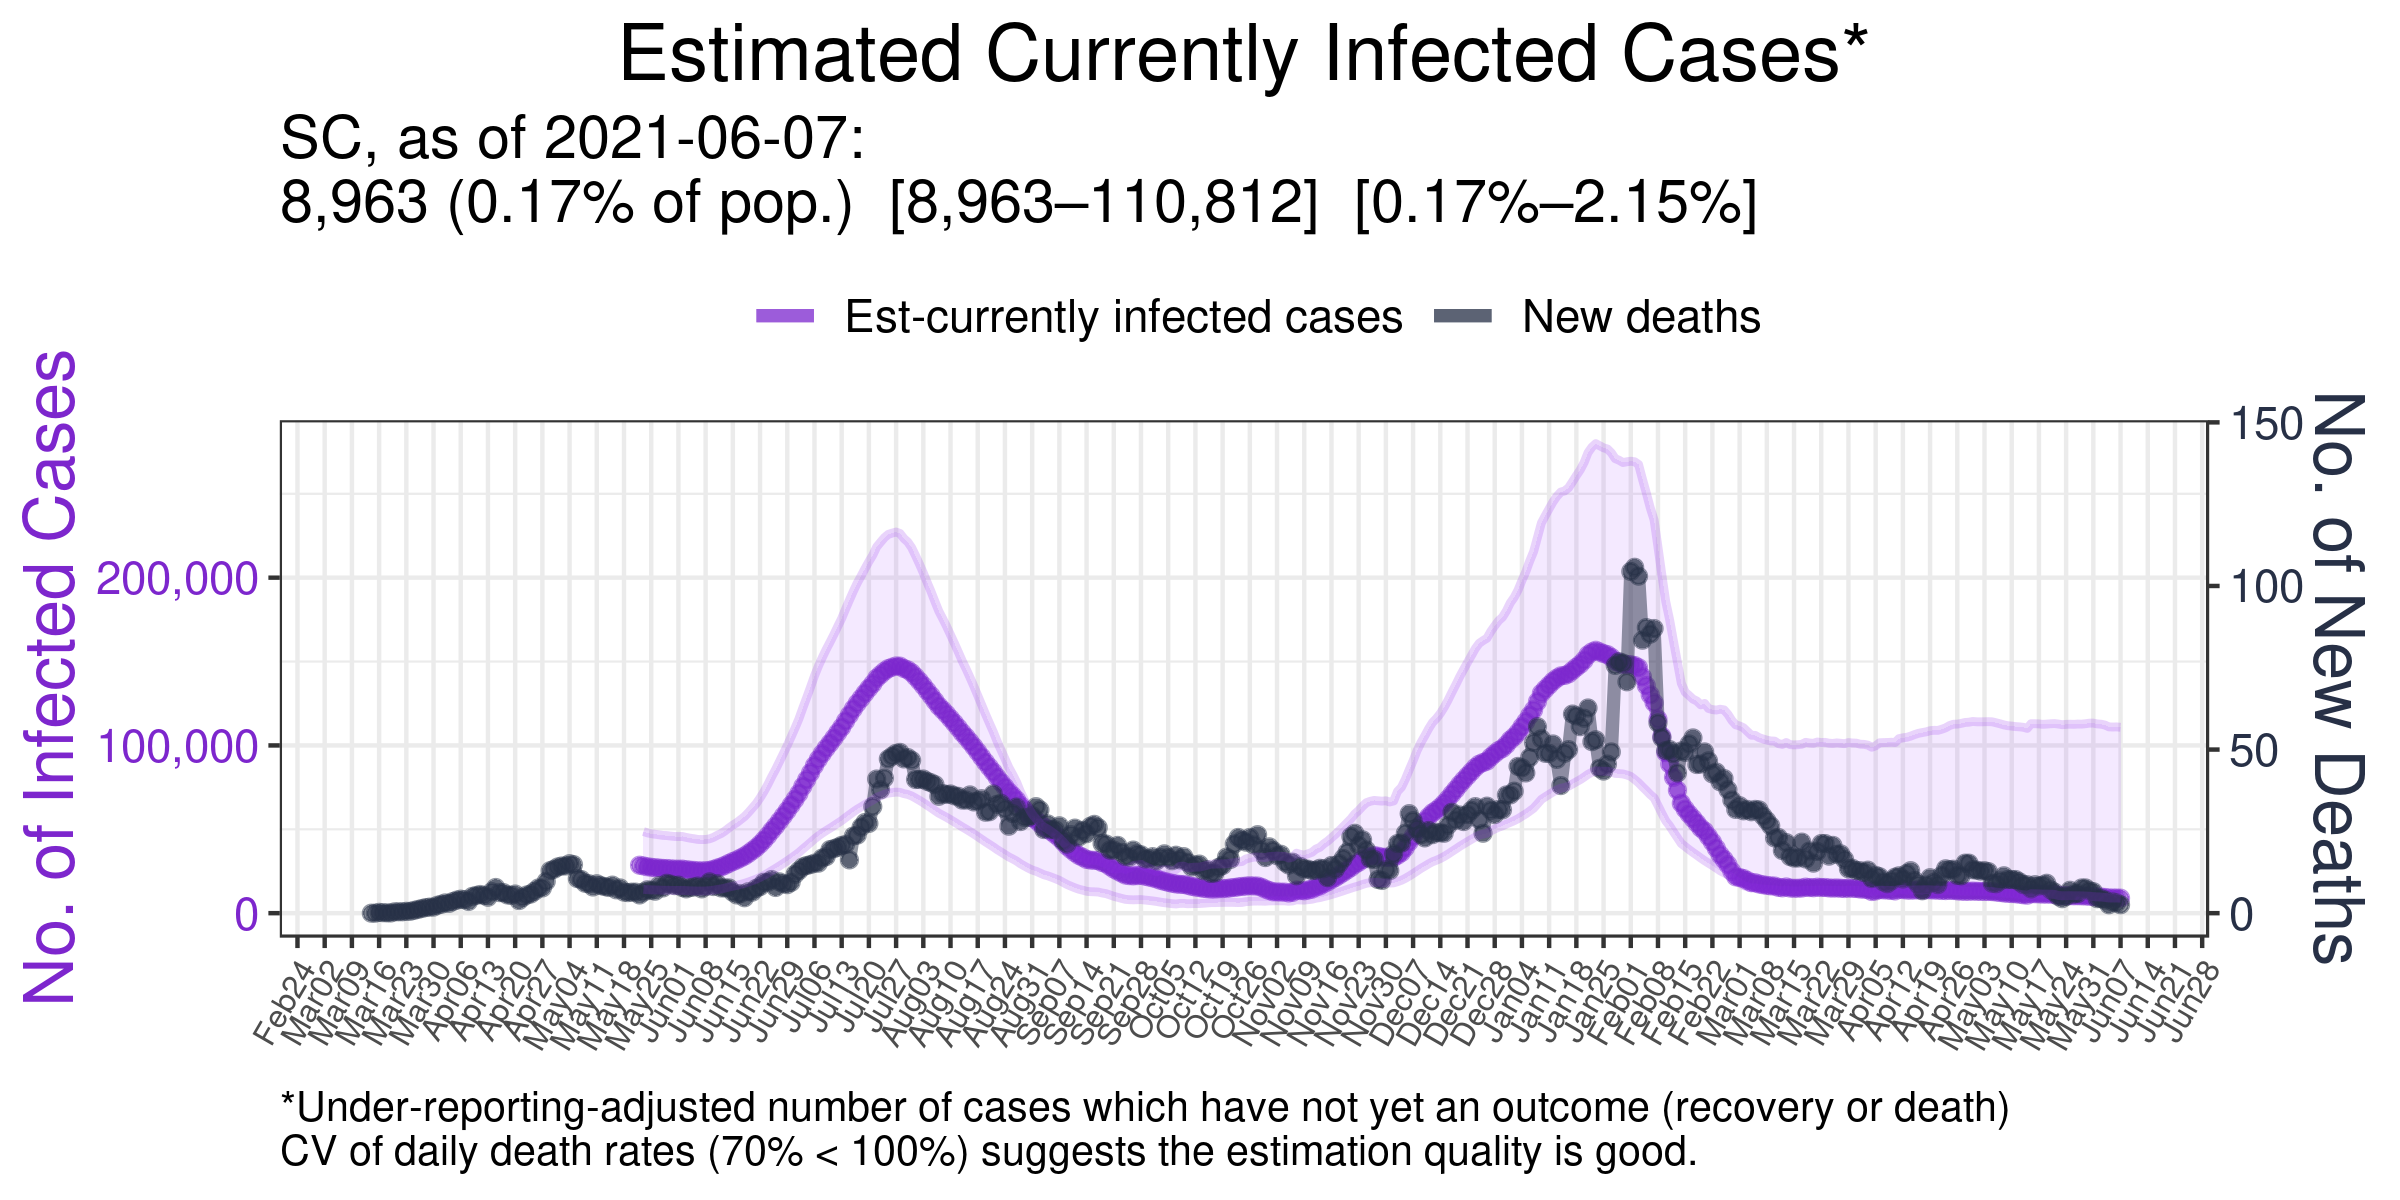 Estimated Currently Infected Cases*
SC, as of 2021-06-07:
8,963 (0.17% of pop.) [8,963–110,812] [0.17%–2.15%]
Est-currently infected cases
New deaths
No. of Infected Cases
200,000
100,000
0
150
100
50
0
No. of New Deaths
Feb24
Mar02
Mar09
Mar16
Mar23
Mar30
Apr06
Apr13
Apr20
Apr27
May04
May11
May18
May25
Jun01
Jun08
Jun15
Jun22
Jun29
Jul06
Jul13
Jul20
Jul27
Aug03
Aug10
Aug17
Aug24
Aug31
Sep07
Sep14
Sep21
Sep28
Oct05
Oct12
Oct19
Oct26
Nov02
Nov09
Nov16
Nov23
Nov30
Dec07
Dec14
Dec21
Dec28
Jan04
Jan11
Jan18
Jan25
Feb01
Feb08
Feb15
Feb22
Mar01
Mar08
Mar15
Mar22
Mar29
Apr05
Apr12
Apr19
Apr26
May03
May10
May17
May24
May31
Jun07
Jun14
Jun21
Jun28
*Under-reporting-adjusted number of cases which have not yet an outcome (recovery or death)
CV of daily death rates (70% < 100%) suggests the estimation quality is good.